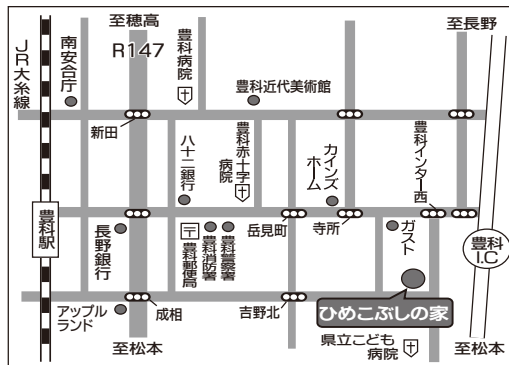 至穂高
至長野
R147
JR大糸線
南安合庁
豊科病院
豊科近代美術館
新田
八十二銀行
豊科赤十字病院
カインズホーム
豊科インター西
豊科駅
長野銀行
〒
豊科郵便局
豊科消防署
豊科警察署
岳見町
寺所
ガスト
豊科
I.C
アップル
ランド
成相
吉野北
ひめこぶしの家
県立こども
病院
至松本
至松本